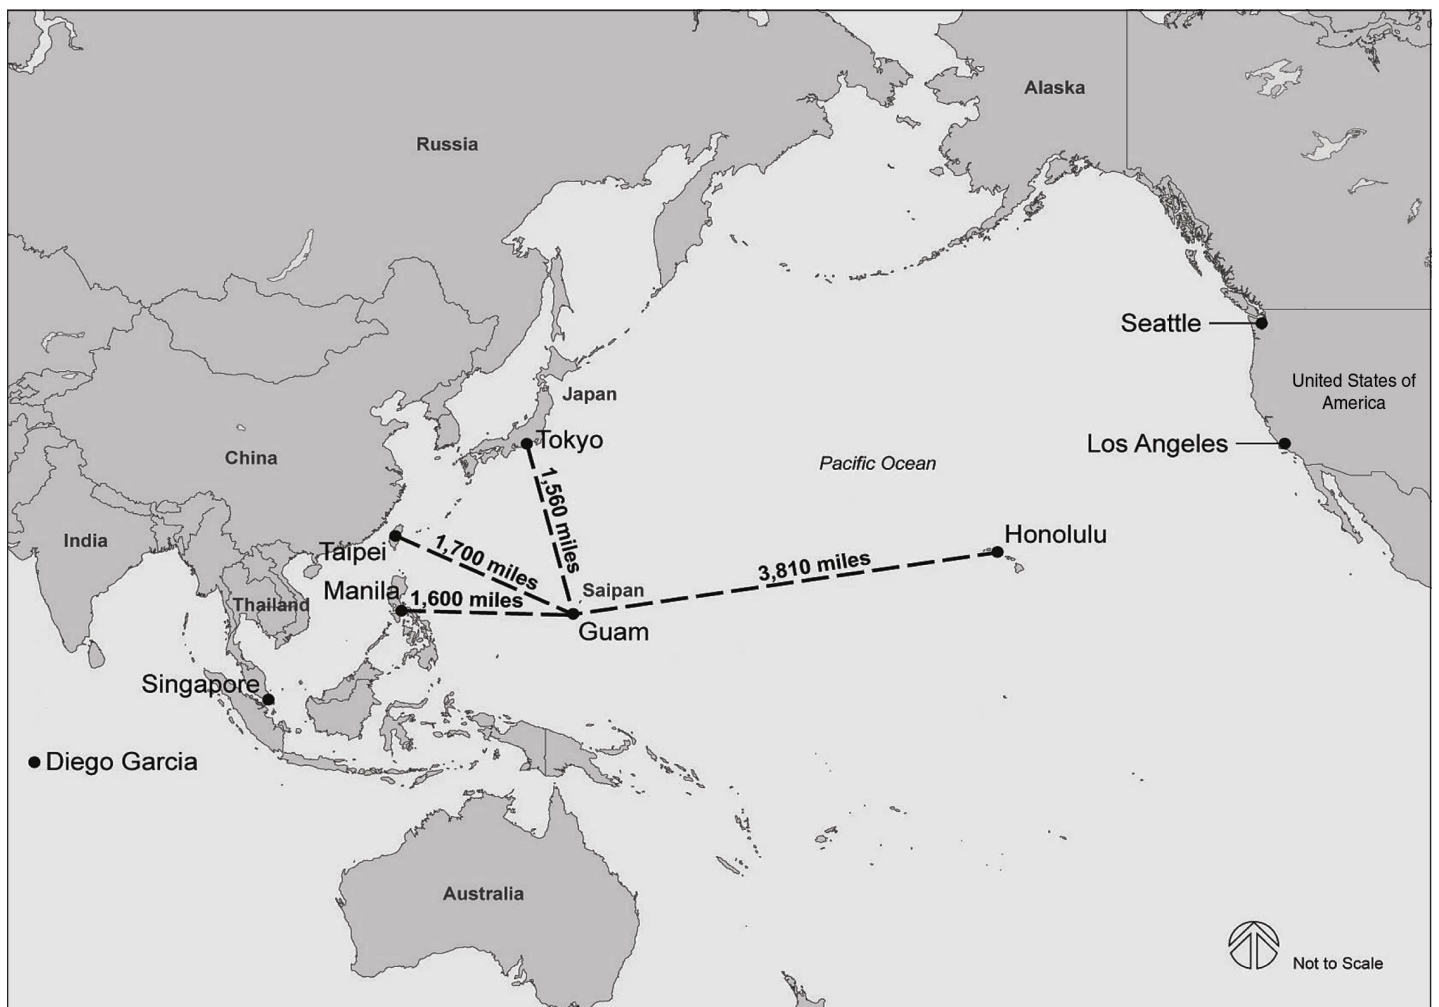 Alaska
Russia
Seattle
United States of
America
Japan
Tokyo
Los Angeles
China
Pacific Ocean
1,560 miles
India
Honolulu
Taipei
1,700 miles
3,810 miles
Manila
1,600 miles
Saipan
Thailand
Guam
Singapore
Diego Garcia
Australia
Not to Scale